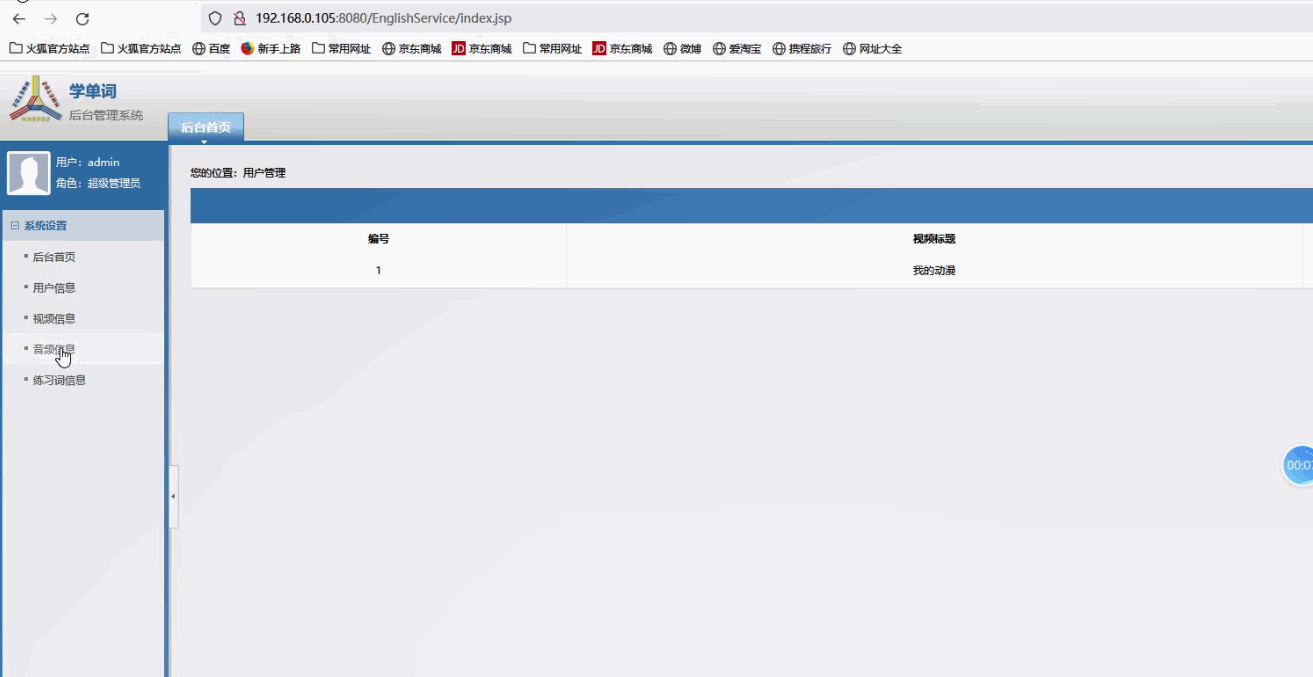 192.168.0.105:8080/EnglishService/index.jsp
火狐官方站点 火狐官方站点 百度 新手上路 常用网址 京东商城 JD 京东商城 常用网址 JD 京东商城 微博 爱淘宝 携程旅行 网址大全
学单词
后台管理系统
后台首页
用户：admin
角色：超级管理员
您的位置：用户管理
系统设置
编号 视频标题
后台首页
1 我的动漫
用户信息
视频信息
音频信息
练习词信息